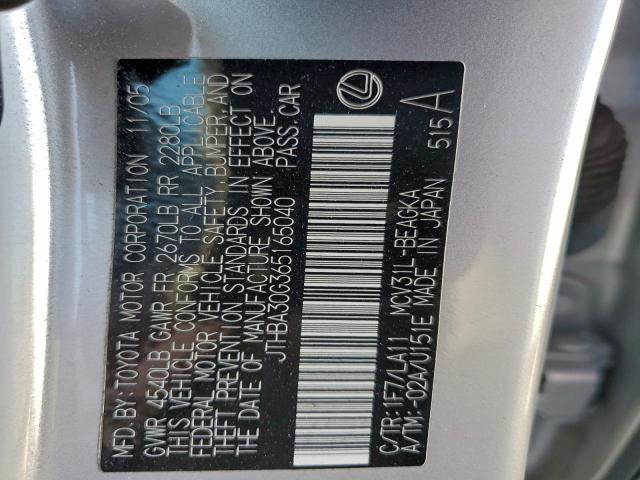 MFD.BY:TOYOTA MOTOR CORPORATION 11/05
GVWR 4540LB GAWR FR 2670LB RR 2280LB
THIS VEHICLE CONFORMS TO ALL APPLICABLE
FEDERAL MOTOR VEHICLE SAFETY, BUMPER, AND
THEFT PREVENTION STANDARDS IN EFFECT ON
THE DATE OF MANUFACTURE SHOWN ABOVE.
JTHBA30G365165040 PASS.CAR
C/TR:1F7/LA11 MCV31L-BEAGKA
A/TM:-02A/U151E MADE IN JAPAN 515A